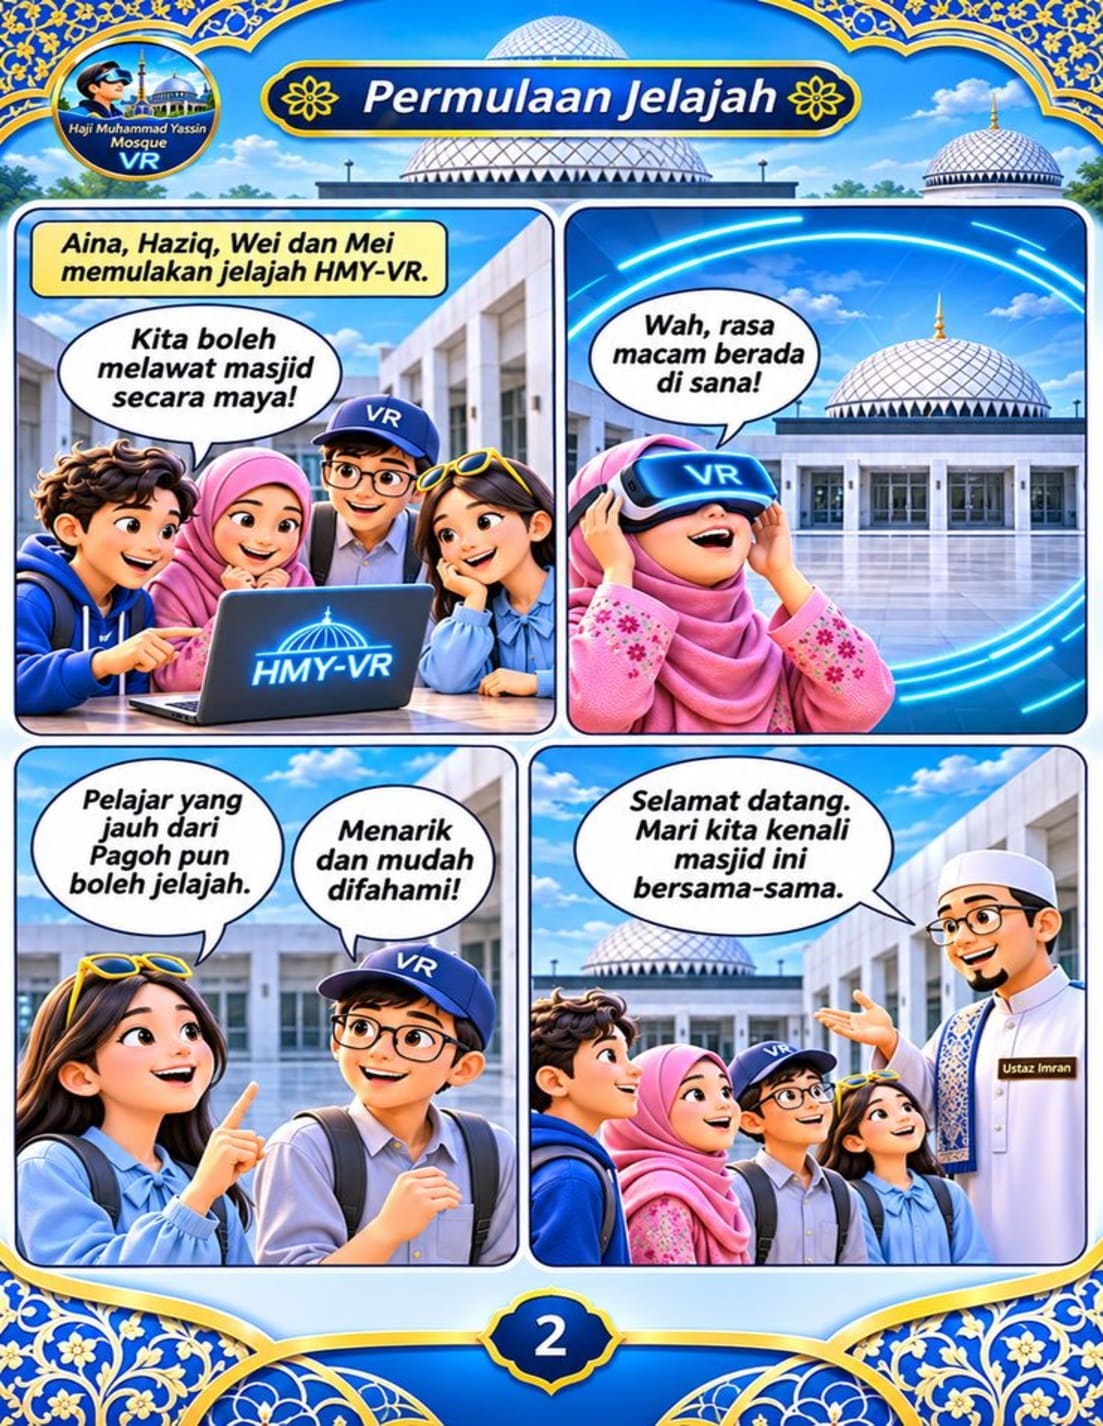 Haji Muhammad Yassin
Mosque
VR
Permulaan Jelajah
Aina, Haziq, Wei dan Mei
memulakan jelajah HMY-VR.
Kita boleh
melawat masjid
secara maya!
VR
HMY-VR
Wah, rasa
macam berada
di sana!
VR
Pelajar yang
jauh dari
Pagoh pun
boleh jelajah.
Menarik
dan mudah
difahami!
VR
Selamat datang.
Mari kita kenali
masjid ini
bersama-sama.
VR
Ustaz Imran
2